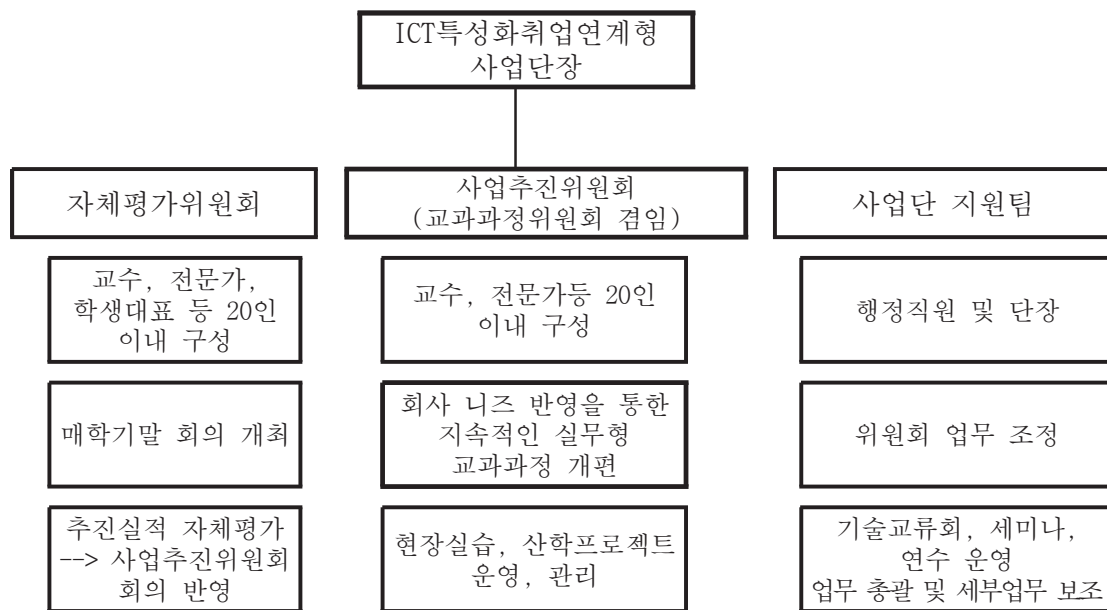 ICT특성화취업연계형
사업단장
자체평가위원회
사업추진위원회
(교과과정위원회 겸임)
사업단 지원팀
교수, 전문가,
학생대표 등 20인
이내 구성
교수, 전문가등 20인
이내 구성
행정직원 및 단장
매학기말 회의 개최
회사 니즈 반영을 통한
지속적인 실무형
교과과정 개편
위원회 업무 조정
추진실적 자체평가
--> 사업추진위원회
회의 반영
현장실습, 산학프로젝트
운영, 관리
기술교류회, 세미나,
연수 운영
업무 총괄 및 세부업무 보조